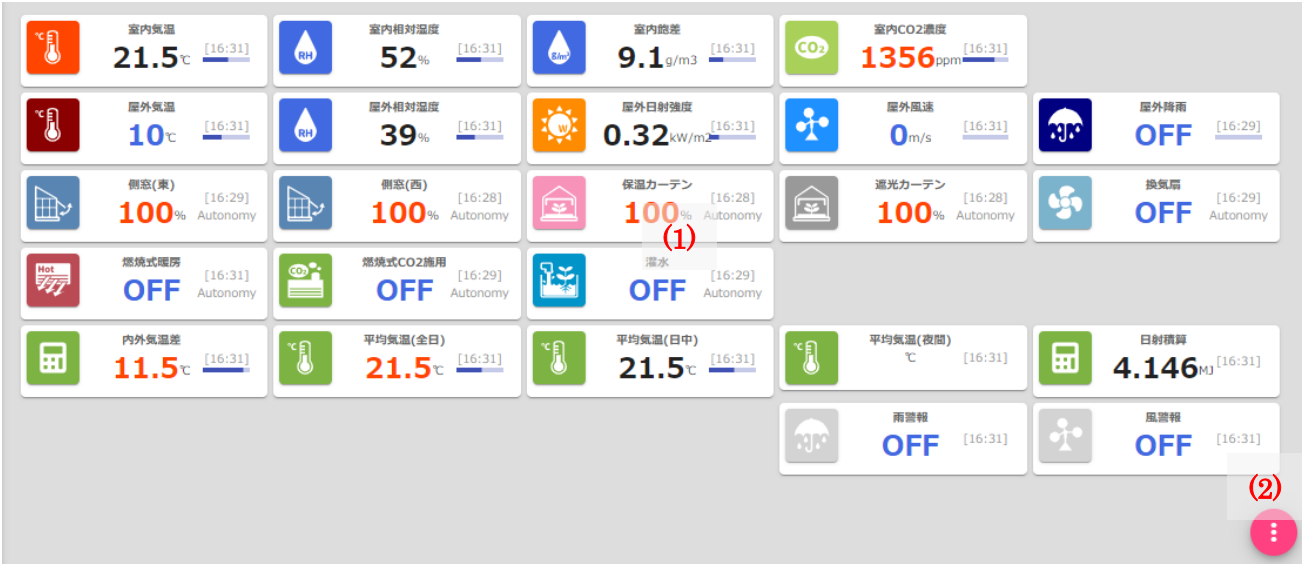 室内気温
℃
21.5℃ [16:31]
室内相対湿度
RH
52% [16:31]
室内飽差
g/m³
9.1g/m3 [16:31]
室内CO2濃度
CO₂
1356ppm [16:31]
屋外気温
℃
10℃ [16:31]
屋外相対湿度
RH
39% [16:31]
屋外日射強度
W
0.32kW/m2 [16:31]
屋外風速
0m/s [16:31]
屋外降雨
OFF [16:29]
側窓(東)
100% [16:29]
Autonomy
側窓(西)
100% [16:28]
Autonomy
保温カーテン
100% [16:28]
Autonomy
(1)
遮光カーテン
100% [16:28]
Autonomy
換気扇
OFF [16:29]
Autonomy
燃焼式暖房
Hot
OFF [16:31]
Autonomy
燃焼式CO2施用
CO₂
OFF [16:29]
Autonomy
灌水
OFF [16:29]
Autonomy
内外気温差
11.5℃ [16:31]
平均気温(全日)
℃
21.5℃ [16:31]
平均気温(日中)
℃
21.5℃ [16:31]
平均気温(夜間)
℃
℃ [16:31]
日射積算
4.146MJ [16:31]
雨警報
OFF [16:31]
風警報
OFF [16:31]
(2)